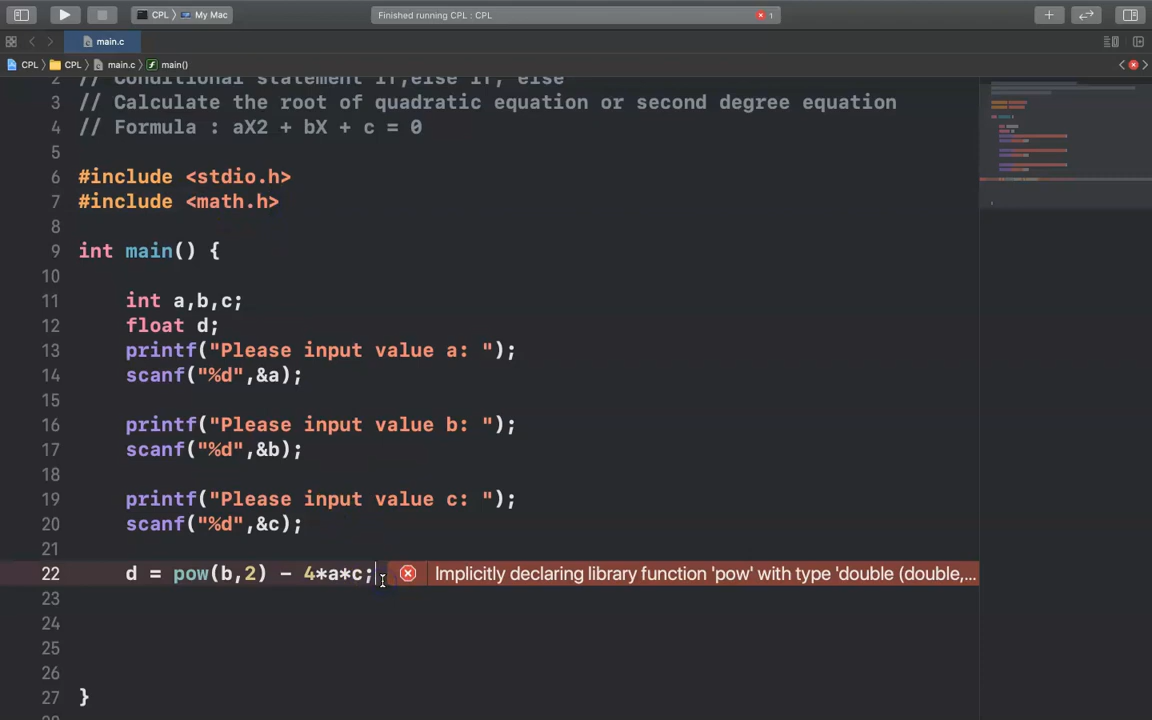 CPL 〉 My Mac
Finished running CPL : CPL
1
main.c
CPL 〉 CPL 〉 main.c 〉 main()
2 // Conditional statement if,else if, else
3 // Calculate the root of quadratic equation or second degree equation
4 // Formula : aX2 + bX + c = 0
5
6 #include <stdio.h>
7 #include <math.h>
8
9 int main() {
10
11 int a,b,c;
12 float d;
13 printf("Please input value a: ");
14 scanf("%d",&a);
15
16 printf("Please input value b: ");
17 scanf("%d",&b);
18
19 printf("Please input value c: ");
20 scanf("%d",&c);
21
22 d = pow(b,2) - 4*a*c; Implicitly declaring library function 'pow' with type 'double (double,...
23
24
25
26
27 }